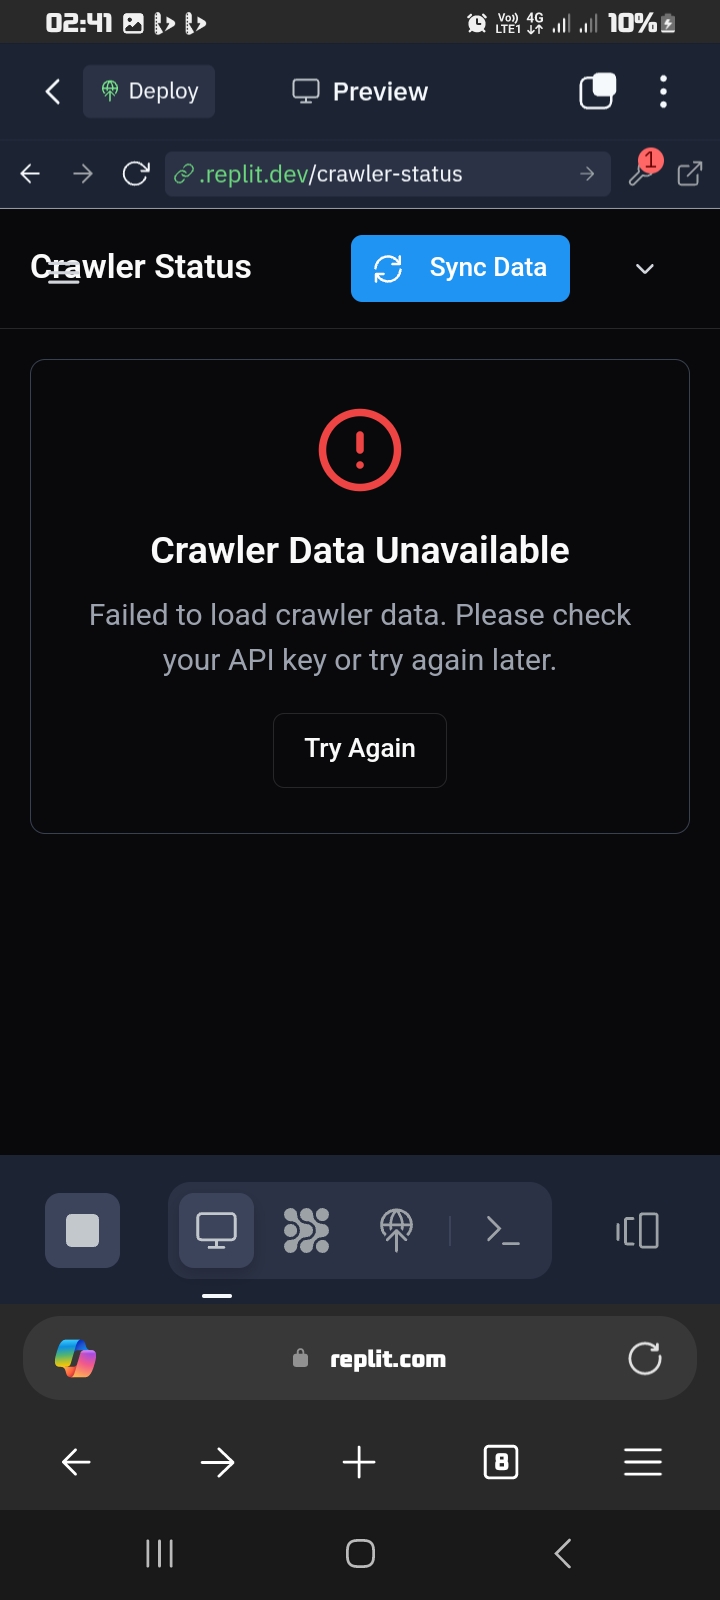 02:41
Vo)) 4G
LTE1
10%
Deploy
Preview
.replit.dev/crawler-status
1
Crawler Status
Sync Data
Crawler Data Unavailable
Failed to load crawler data. Please check
your API key or try again later.
Try Again
replit.com
8